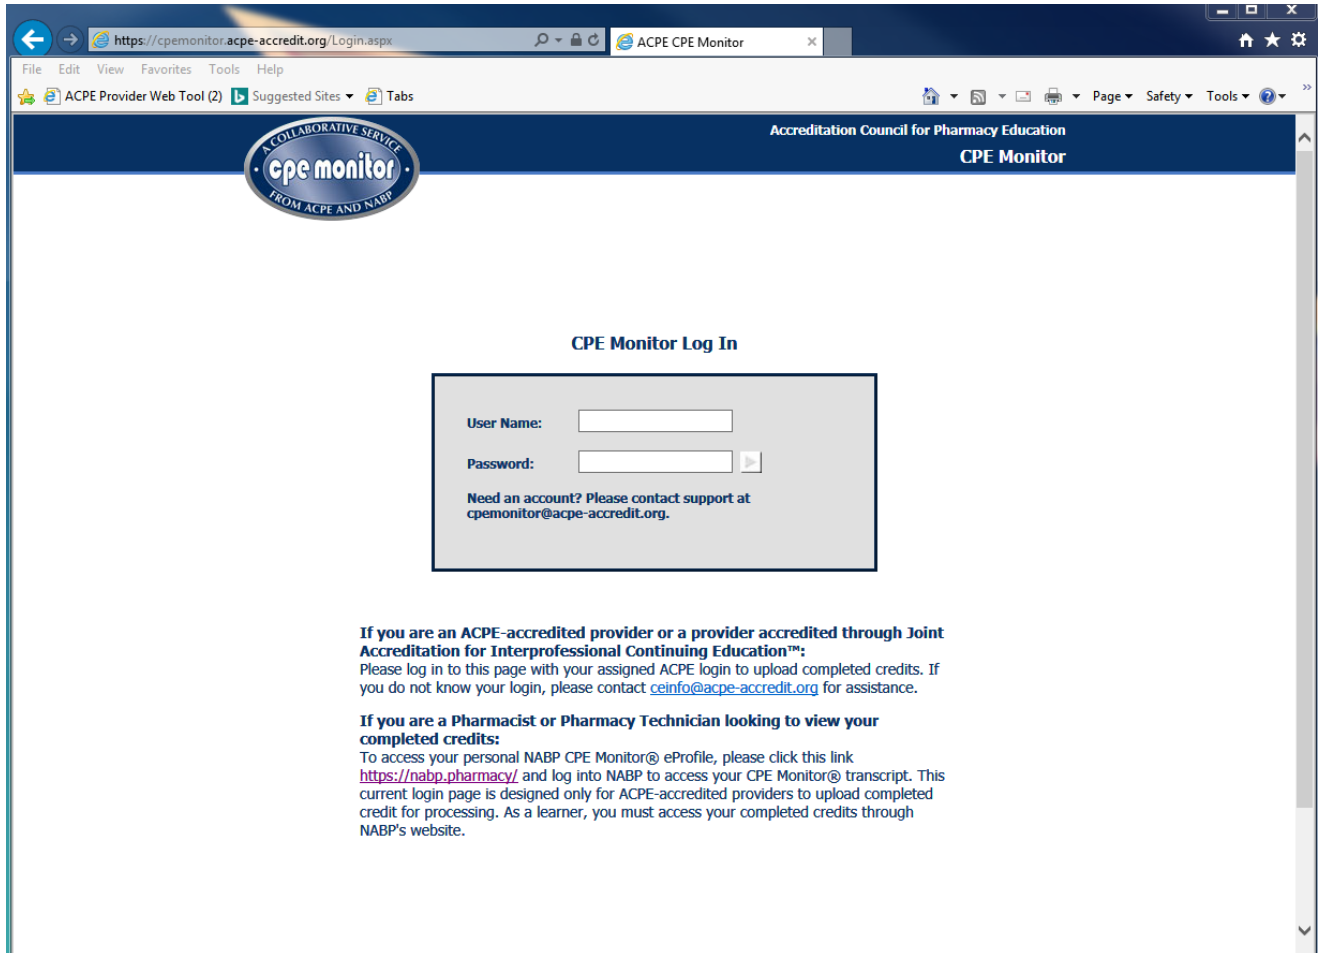 https://cpemonitor.acpe-accredit.org/Login.aspx
ACPE CPE Monitor
File Edit View Favorites Tools Help
ACPE Provider Web Tool (2) Suggested Sites Tabs
Page Safety Tools
Accreditation Council for Pharmacy Education
CPE Monitor
A COLLABORATIVE SERVICE
cpe monitor
FROM ACPE AND NABP
CPE Monitor Log In
User Name:
Password:
Need an account? Please contact support at
cpemonitor@acpe-accredit.org.
If you are an ACPE-accredited provider or a provider accredited through Joint
Accreditation for Interprofessional Continuing Education™:
Please log in to this page with your assigned ACPE login to upload completed credits. If
you do not know your login, please contact ceinfo@acpe-accredit.org for assistance.
If you are a Pharmacist or Pharmacy Technician looking to view your
completed credits:
To access your personal NABP CPE Monitor® eProfile, please click this link
https://nabp.pharmacy/ and log into NABP to access your CPE Monitor® transcript. This
current login page is designed only for ACPE-accredited providers to upload completed
credit for processing. As a learner, you must access your completed credits through
NABP's website.